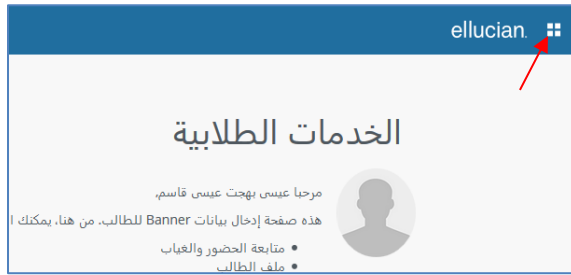 ellucian.
الخدمات الطلابية
مرحبا عيسى بهجت عيسى قاسم,
هذه صفحة إدخال بيانات Banner للطالب. من هنا، يمكنك ا
• متابعة الحضور والغياب
• ملف الطالب